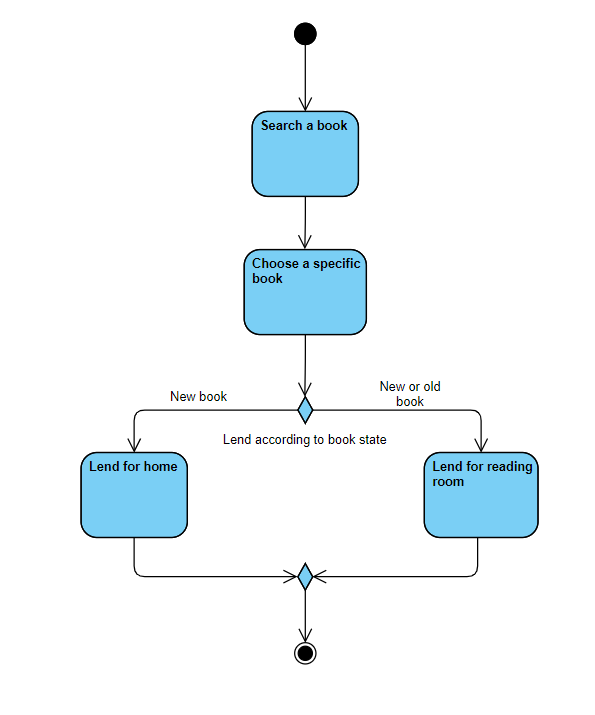 Search a book
Choose a specific
book
New book
New or old
book
Lend according to book state
Lend for home
Lend for reading
room